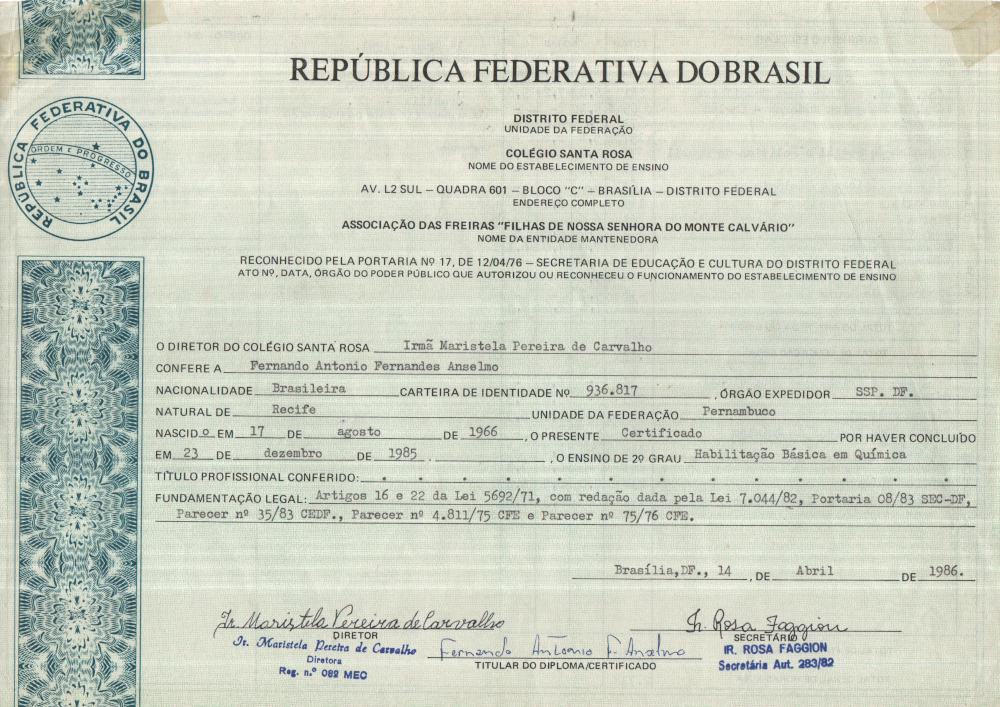 REPÚBLICA FEDERATIVA DO BRASIL
REPUBLICA FEDERATIVA DO BRASIL
ORDEM E PROGRESSO
DISTRITO FEDERAL
UNIDADE DA FEDERAÇÃO
COLÉGIO SANTA ROSA
NOME DO ESTABELECIMENTO DE ENSINO
AV. L2 SUL – QUADRA 601 – BLOCO "C" – BRASÍLIA – DISTRITO FEDERAL
ENDEREÇO COMPLETO
ASSOCIAÇÃO DAS FREIRAS "FILHAS DE NOSSA SENHORA DO MONTE CALVÁRIO"
NOME DA ENTIDADE MANTENEDORA
RECONHECIDO PELA PORTARIA Nº 17, DE 12/04/76 – SECRETARIA DE EDUCAÇÃO E CULTURA DO DISTRITO FEDERAL
ATO Nº, DATA, ÓRGÃO DO PODER PÚBLICO QUE AUTORIZOU OU RECONHECEU O FUNCIONAMENTO DO ESTABELECIMENTO DE ENSINO
O DIRETOR DO COLÉGIO SANTA ROSA Irmã Maristela Pereira de Carvalho
CONFERE A Fernando Antonio Fernandes Anselmo
NACIONALIDADE Brasileira CARTEIRA DE IDENTIDADE Nº 936.817 , ÓRGÃO EXPEDIDOR SSP. DF.
NATURAL DE Recife UNIDADE DA FEDERAÇÃO Pernambuco
NASCIDO EM 17 DE agosto DE 1966 , O PRESENTE Certificado POR HAVER CONCLUÍDO
EM 23 DE dezembro DE 1985 , O ENSINO DE 2º GRAU Habilitação Básica em Química
TÍTULO PROFISSIONAL CONFERIDO: . . . . . . . . . . .
FUNDAMENTAÇÃO LEGAL: Artigos 16 e 22 da Lei 5692/71, com redação dada pela Lei 7.044/82, Portaria 08/83 SEC-DF,
Parecer nº 35/83 CEDF., Parecer nº 4.811/75 CFE e Parecer nº 75/76 CFE.
Brasília,DF., 14 , DE Abril DE 1986.
Ir. Maristela Pereira de Carvalho
DIRETOR
Ir. Maristela Pereira de Carvalho
Diretora
Reg. n.º 082 MEC
Fernando Antonio F. Anselmo
TITULAR DO DIPLOMA/CERTIFICADO
Ir. Rosa Faggion
SECRETÁRIO
IR. ROSA FAGGION
Secretária Aut. 283/82